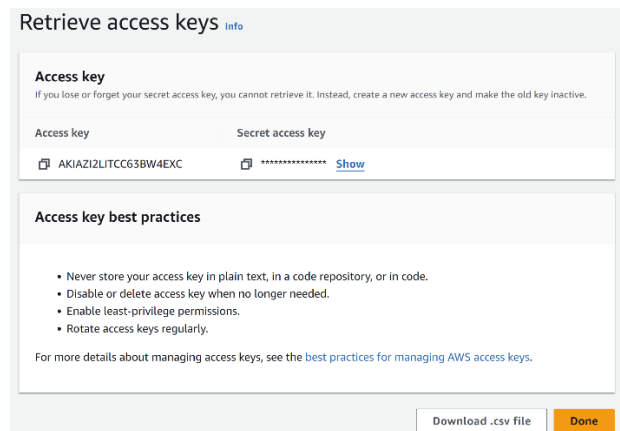 Retrieve access keys Info
Access key
If you lose or forget your secret access key, you cannot retrieve it. Instead, create a new access key and make the old key inactive.
Access key Secret access key
AKIAZI2LITCC63BW4EXC *************** Show
Access key best practices
• Never store your access key in plain text, in a code repository, or in code.
• Disable or delete access key when no longer needed.
• Enable least-privilege permissions.
• Rotate access keys regularly.
For more details about managing access keys, see the best practices for managing AWS access keys.
Download .csv file Done